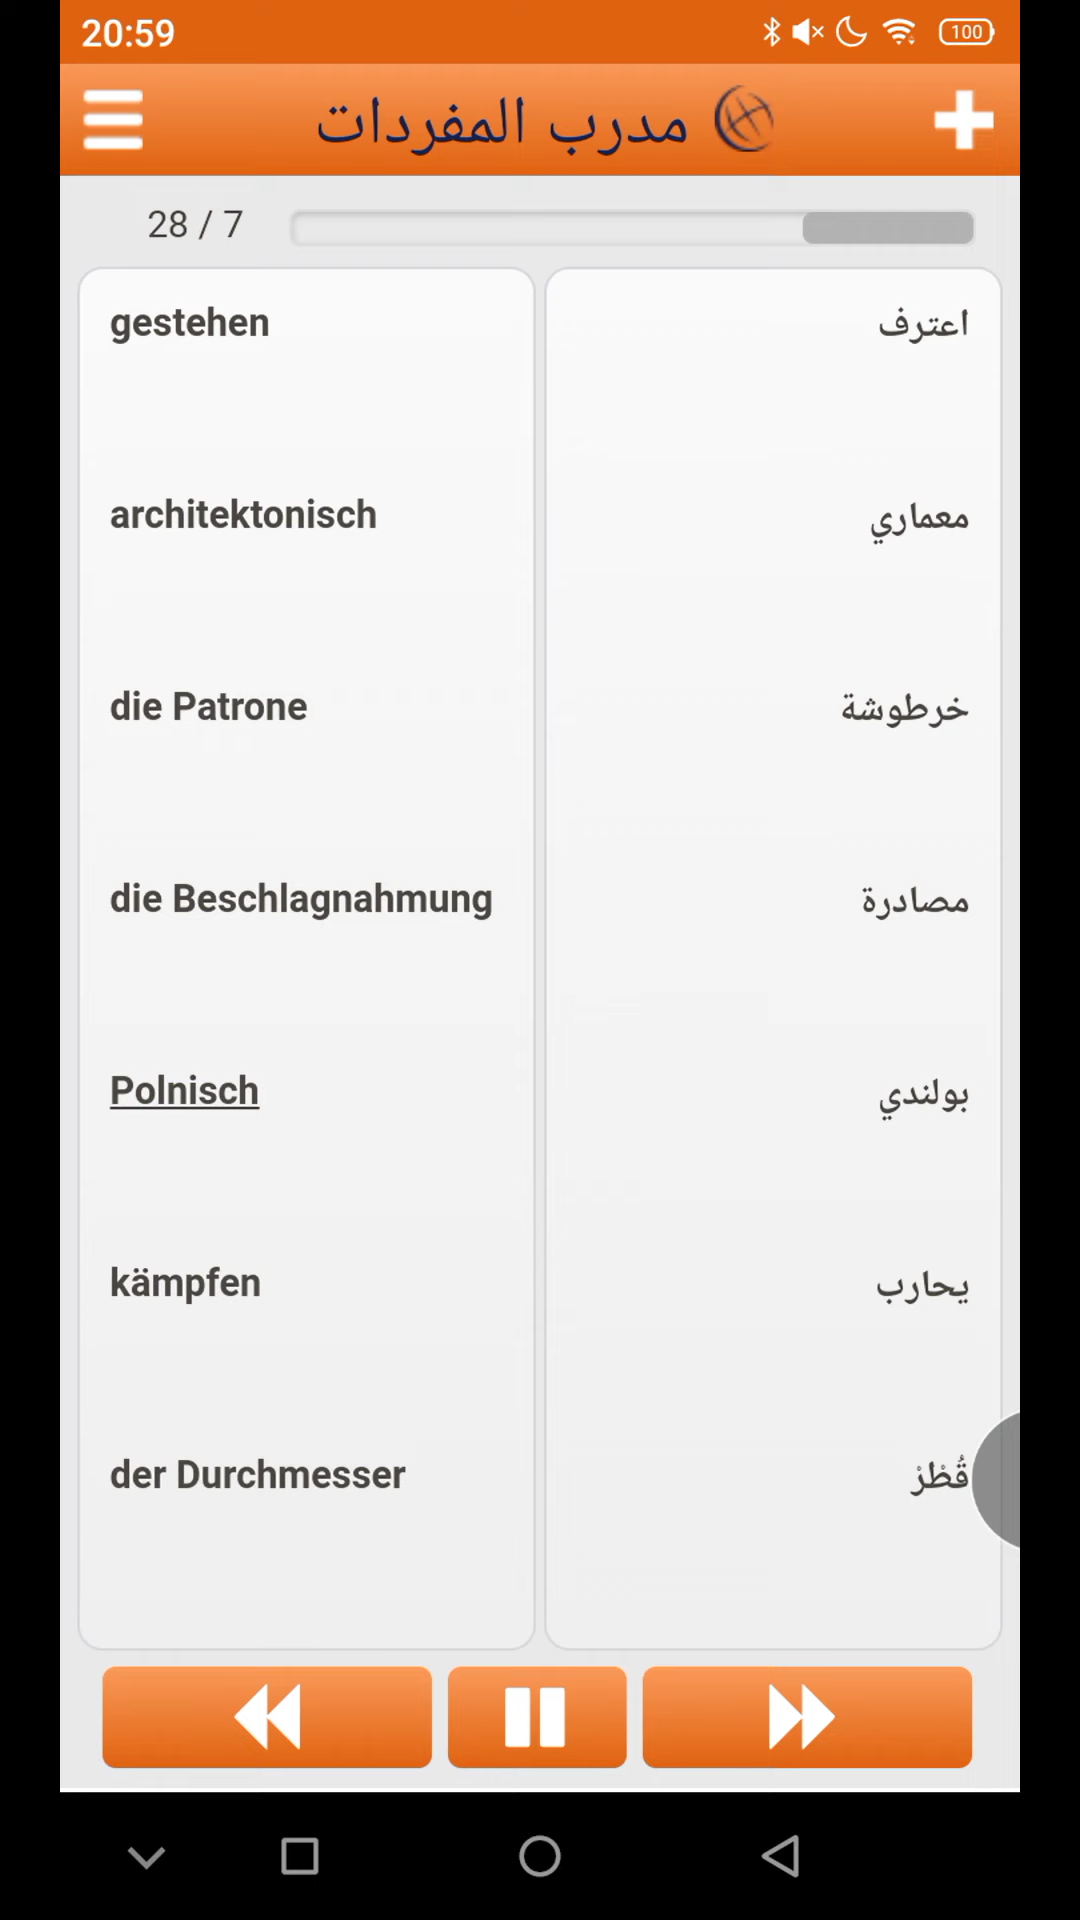 20:59
100
مدرب المفردات
28 / 7
gestehen
اعترف
architektonisch
معماري
die Patrone
خرطوشة
die Beschlagnahmung
مصادرة
Polnisch
بولندي
kämpfen
يحارب
der Durchmesser
قُطْرْ